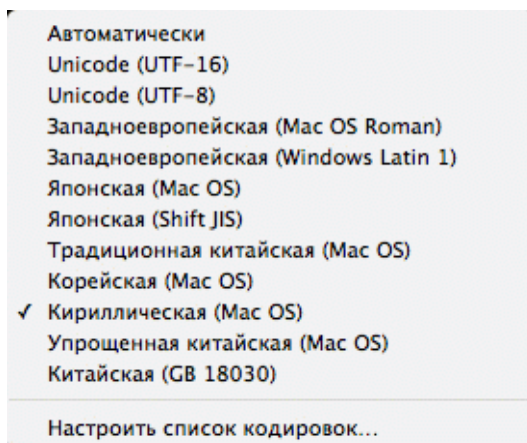 Автоматически
Unicode (UTF-16)
Unicode (UTF-8)
Западноевропейская (Mac OS Roman)
Западноевропейская (Windows Latin 1)
Японская (Mac OS)
Японская (Shift JIS)
Традиционная китайская (Mac OS)
Корейская (Mac OS)
✓ Кириллическая (Mac OS)
Упрощенная китайская (Mac OS)
Китайская (GB 18030)
Настроить список кодировок...